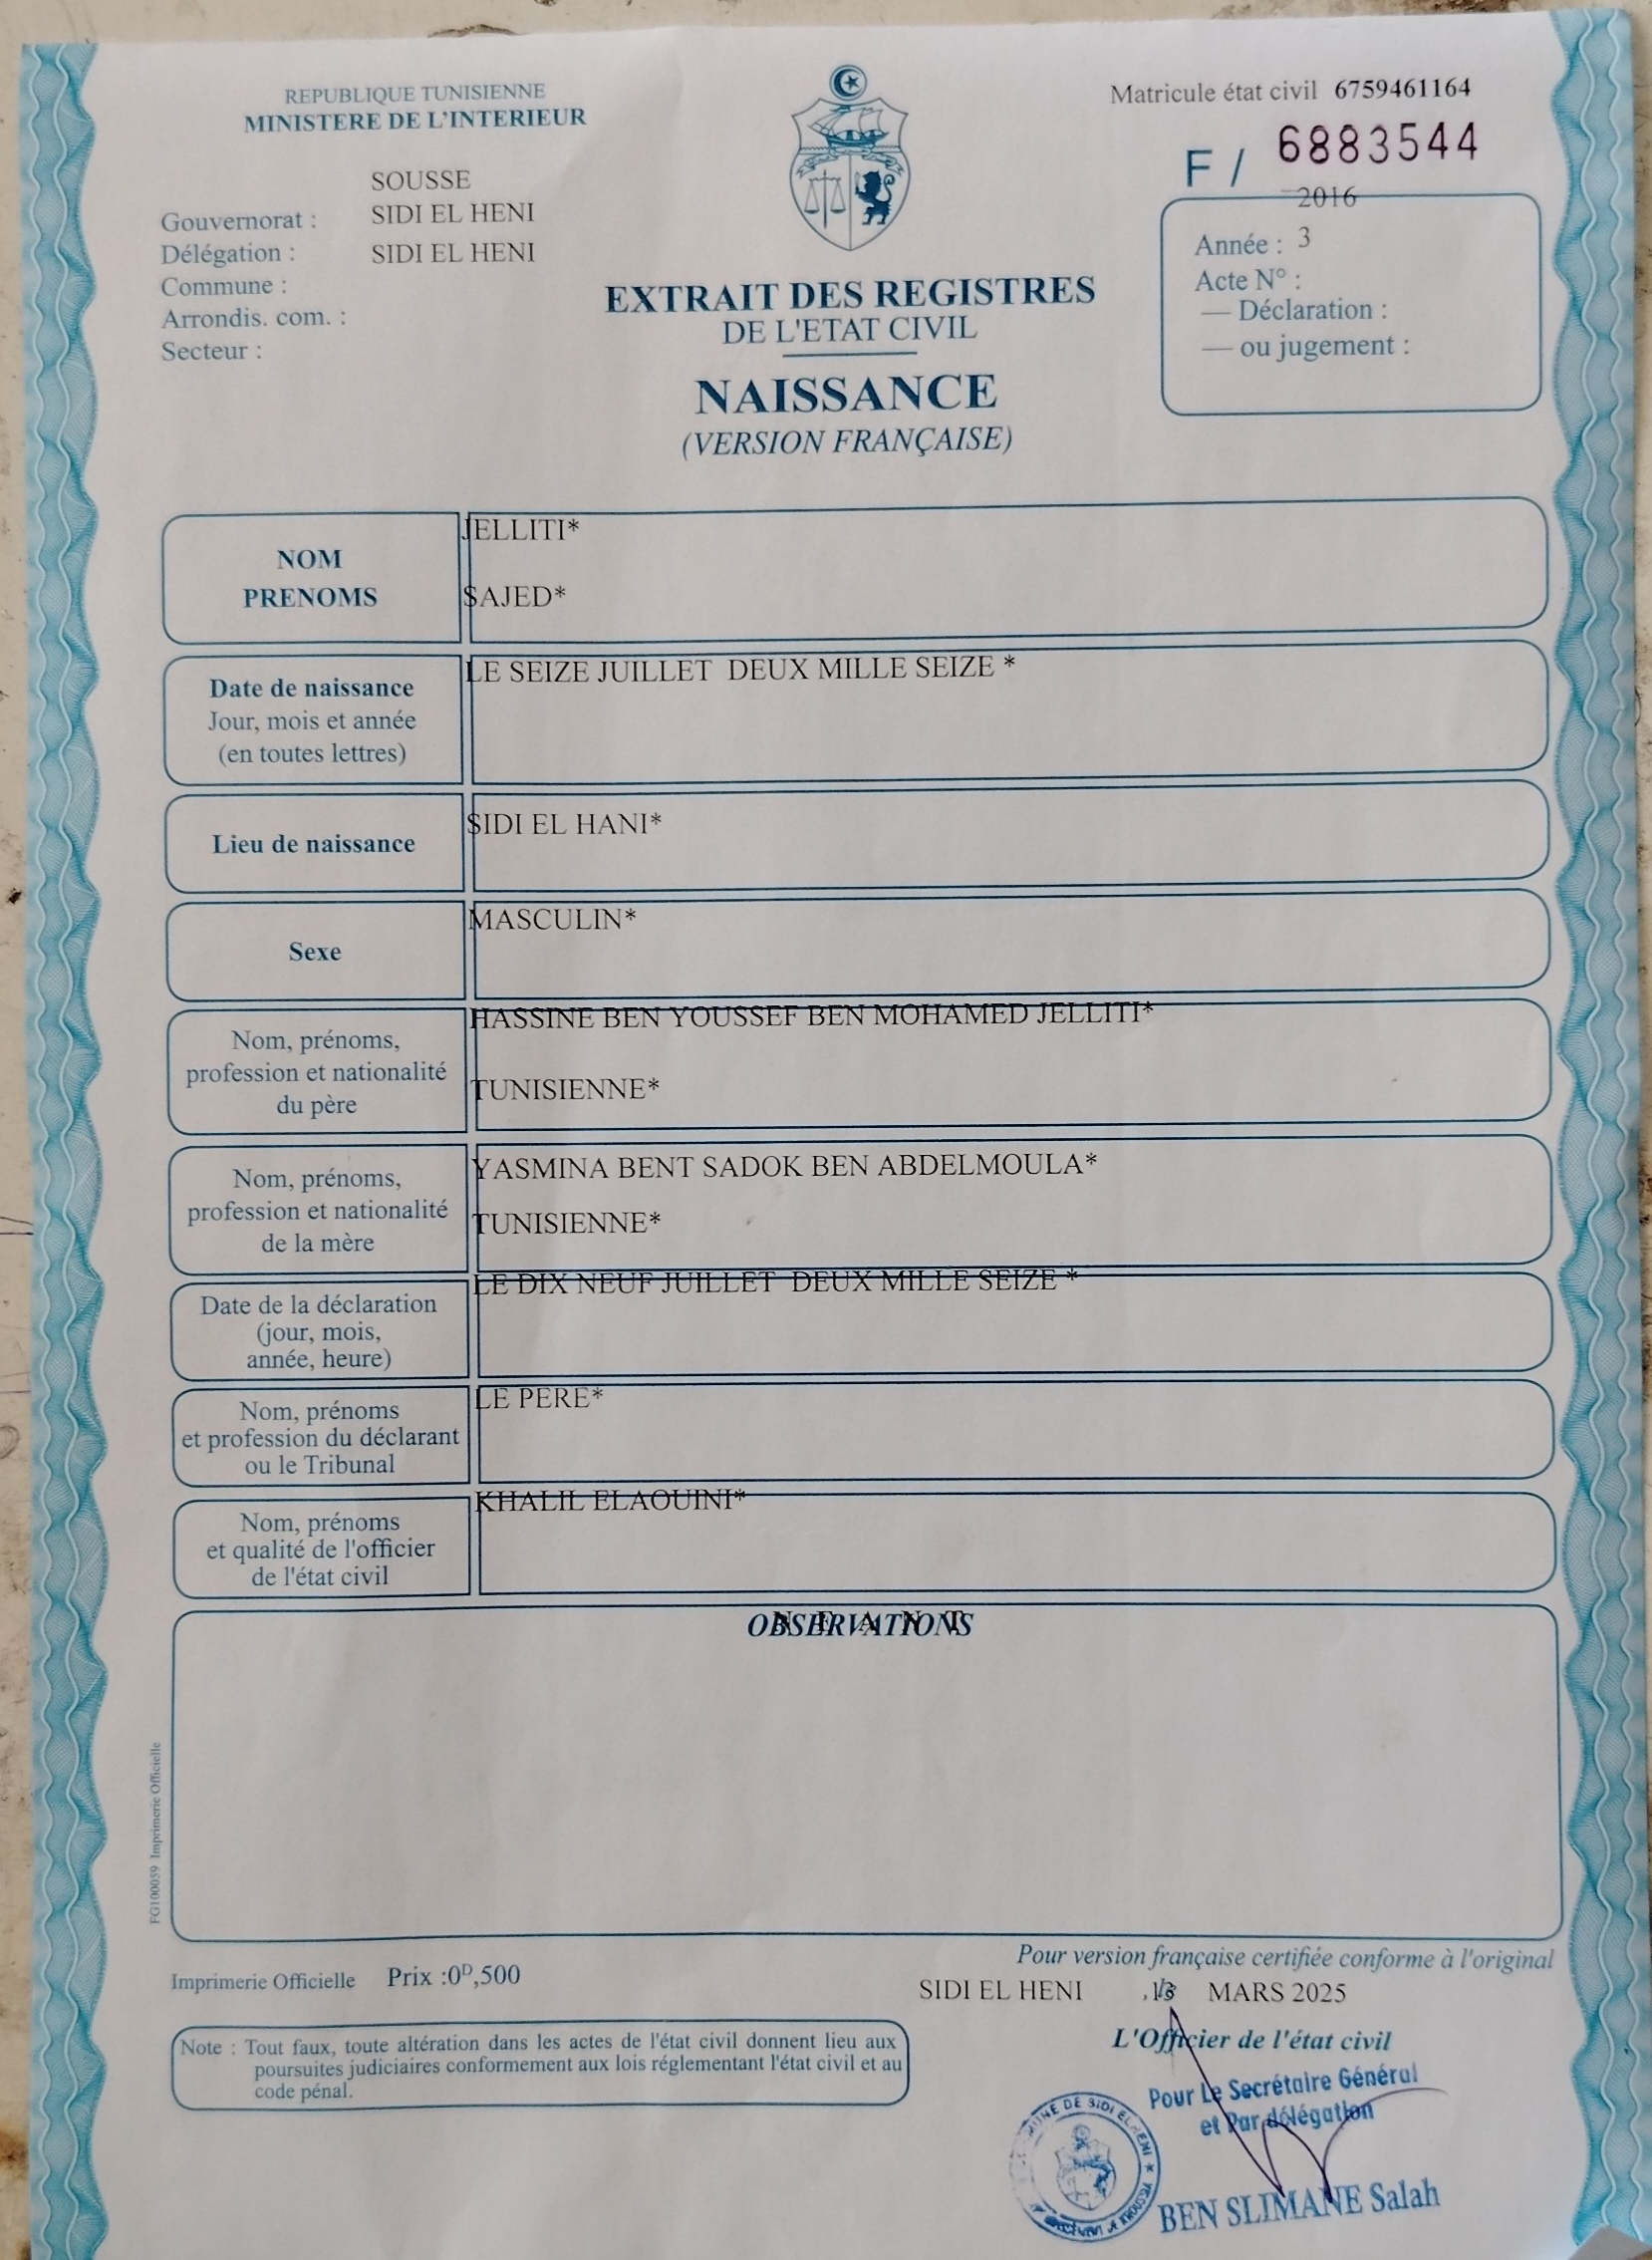 REPUBLIQUE TUNISIENNE
MINISTERE DE L'INTERIEUR
SOUSSE
Gouvernorat : SIDI EL HENI
Délégation : SIDI EL HENI
Commune :
Arrondis. com. :
Secteur :
EXTRAIT DES REGISTRES
DE L'ETAT CIVIL
NAISSANCE
(VERSION FRANÇAISE)
Matricule état civil 6759461164
F / 6883544
2016
Année : 3
Acte N° :
— Déclaration :
— ou jugement :
NOM
PRENOMS
JELLITI*
SAJED*
Date de naissance
Jour, mois et année
(en toutes lettres)
LE SEIZE JUILLET DEUX MILLE SEIZE *
Lieu de naissance
SIDI EL HANI*
Sexe
MASCULIN*
Nom, prénoms,
profession et nationalité
du père
HASSINE BEN YOUSSEF BEN MOHAMED JELLITI*
TUNISIENNE*
Nom, prénoms,
profession et nationalité
de la mère
YASMINA BENT SADOK BEN ABDELMOULA*
TUNISIENNE*
Date de la déclaration
(jour, mois,
année, heure)
LE DIX NEUF JUILLET DEUX MILLE SEIZE *
Nom, prénoms
et profession du déclarant
ou le Tribunal
LE PERE*
Nom, prénoms
et qualité de l'officier
de l'état civil
KHALIL ELAOUINI*
OBSERVATIONS
N E A N T
FG100059 Imprimerie Officielle
Imprimerie Officielle Prix :0D,500
Pour version française certifiée conforme à l'original
SIDI EL HENI MARS 2025
L'Officier de l'état civil
Note : Tout faux, toute altération dans les actes de l'état civil donnent lieu aux
poursuites judiciaires conformement aux lois réglementant l'état civil et au
code pénal.
Pour Le Secrétaire Général
et Par délégation
BEN SLIMANE Salah
DE SIDI EL HENI